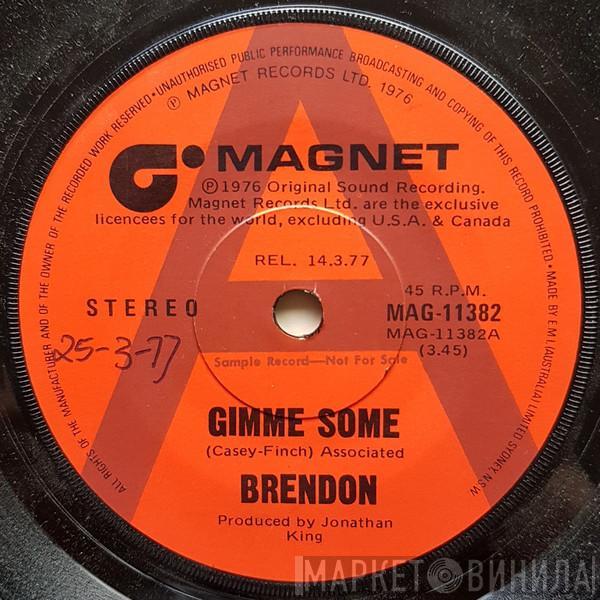 ALL RIGHTS OF THE MANUFACTURER AND OF THE OWNER OF THE RECORDED WORK RESERVED • UNAUTHORISED PUBLIC PERFORMANCE BROADCASTING AND COPYING OF THIS RECORD PROHIBITED • MADE BY E.M.I. (AUSTRALIA) LIMITED SYDNEY, N.S.W.
Ⓟ MAGNET RECORDS LTD. 1976
MAGNET
Ⓟ1976 Original Sound Recording.
Magnet Records Ltd. are the exclusive
licencees for the world, excluding U.S.A. & Canada
REL. 14.3.77
STEREO
45 R.P.M.
MAG-11382
MAG-11382A
(3.45)
25-3-77
Sample Record—Not For Sale
GIMME SOME
(Casey-Finch) Associated
BRENDON
Produced by Jonathan
King
МАРКЕТ ВИНИЛА
A